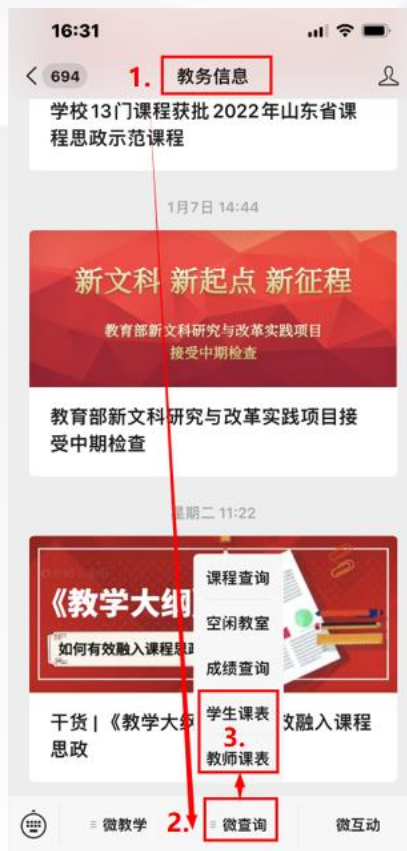 16:31
694
1.
教务信息
学校13门课程获批2022年山东省课
程思政示范课程
1月7日 14:44
新文科 新起点 新征程
教育部新文科研究与改革实践项目
接受中期检查
教育部新文科研究与改革实践项目接
受中期检查
星期二 11:22
《教学大纲
如何有效融入课程思政
课程查询
空闲教室
成绩查询
学生课表
3.
教师课表
干货 | 《教学大纲
效融入课程
思政
微教学
2.
微查询
微互动